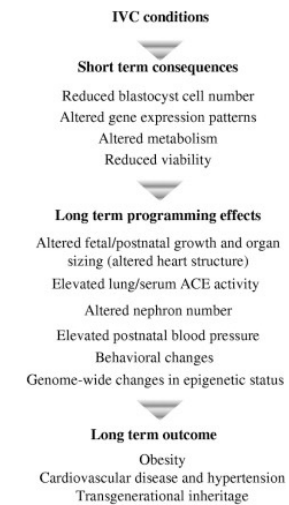 IVC conditions
Short term consequences
Reduced blastocyst cell number
Altered gene expression patterns
Altered metabolism
Reduced viability
Long term programming effects
Altered fetal/postnatal growth and organ
sizing (altered heart structure)
Elevated lung/serum ACE activity
Altered nephron number
Elevated postnatal blood pressure
Behavioral changes
Genome-wide changes in epigenetic status
Long term outcome
Obesity
Cardiovascular disease and hypertension
Transgenerational inheritage